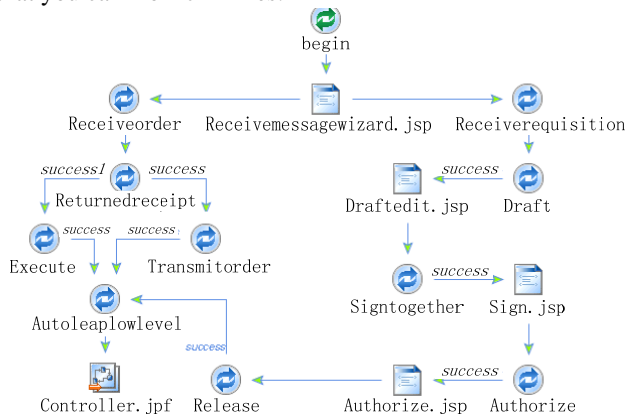 begin
Receiveorder Receivemessagewizard.jsp Receiverequisition
success1 success success
Returnedreceipt Draftedit.jsp Draft
success success
Execute Transmitorder success
Signtogether Sign.jsp
Autoleaplowlevel
success success
Controller.jpf Release Authorize.jsp Authorize